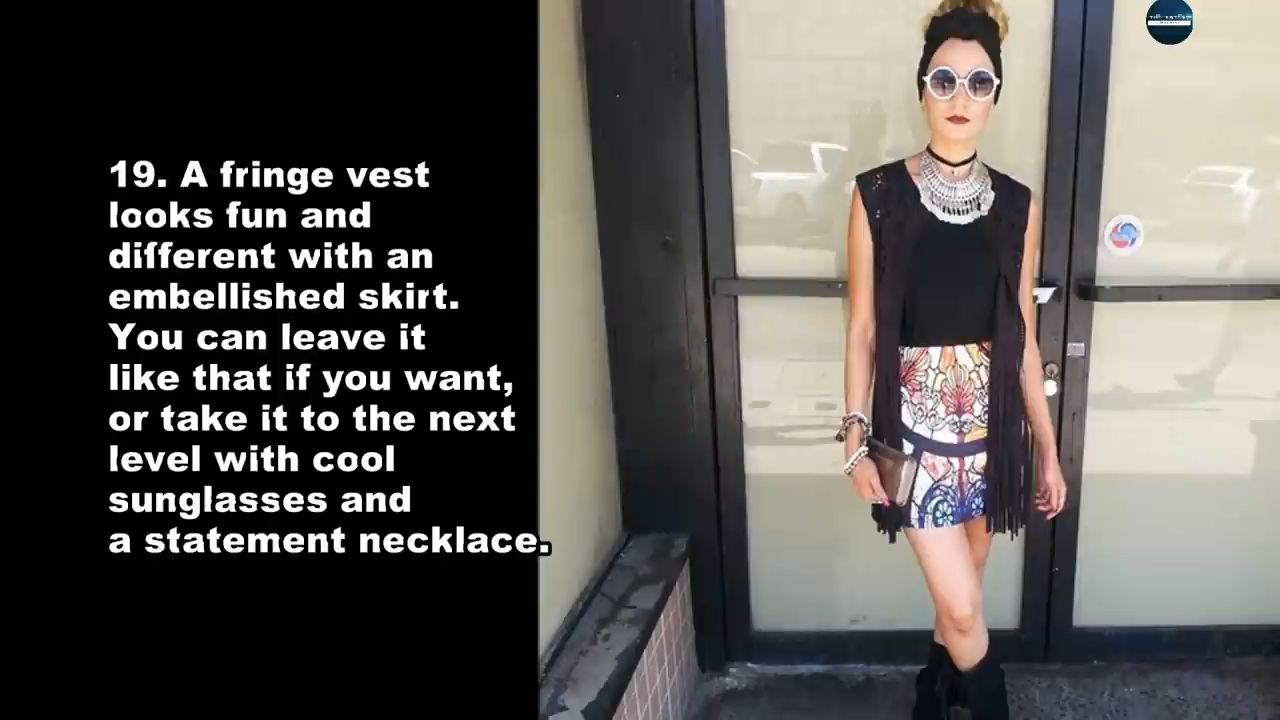 19. A fringe vest
looks fun and
different with an
embellished skirt.
You can leave it
like that if you want,
or take it to the next
level with cool
sunglasses and
a statement necklace.